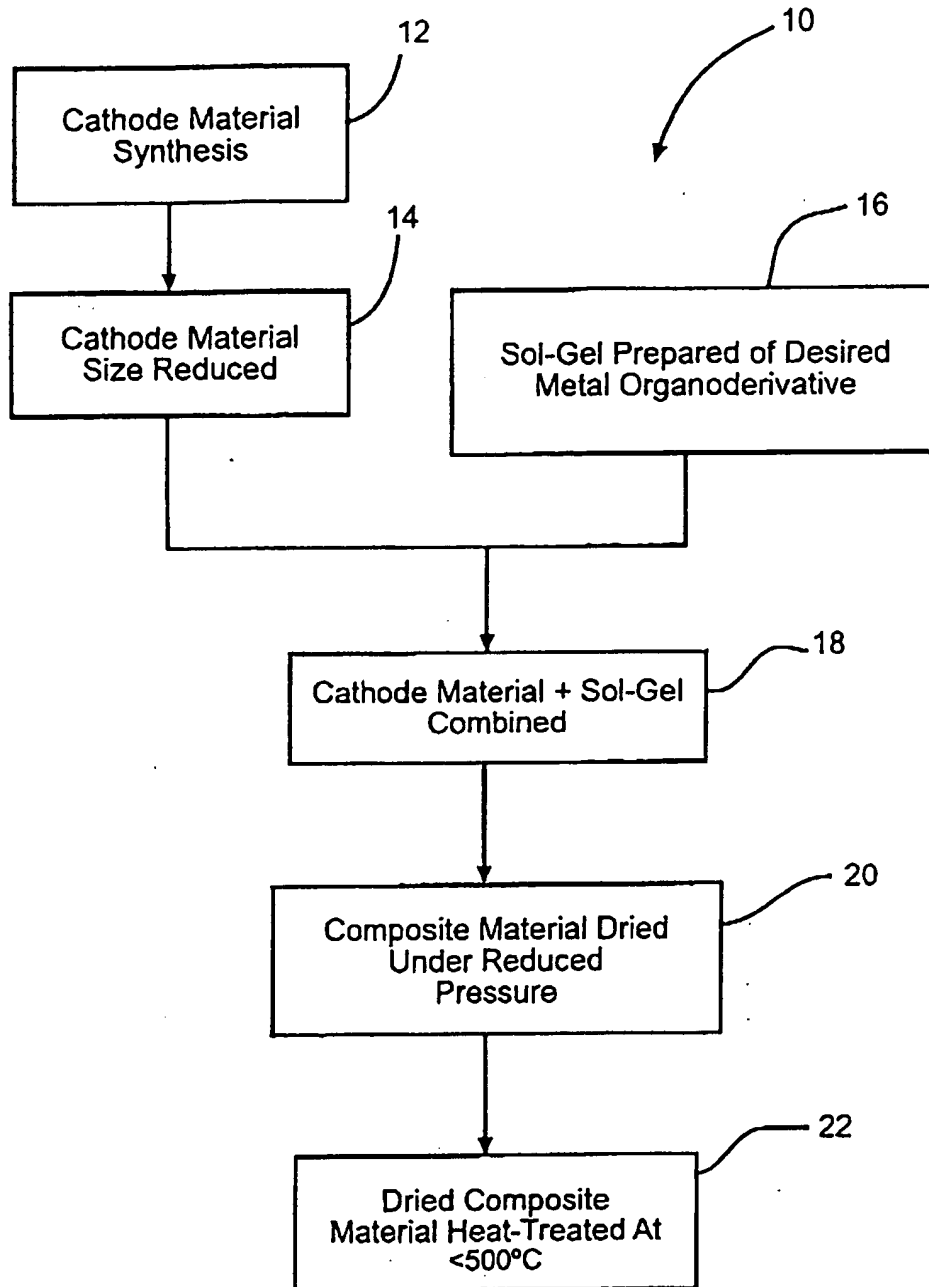 10
12
Cathode Material
Synthesis
14
Cathode Material
Size Reduced
16
Sol-Gel Prepared of Desired
Metal Organoderivative
18
Cathode Material + Sol-Gel
Combined
20
Composite Material Dried
Under Reduced
Pressure
22
Dried Composite
Material Heat-Treated At
<500ºC